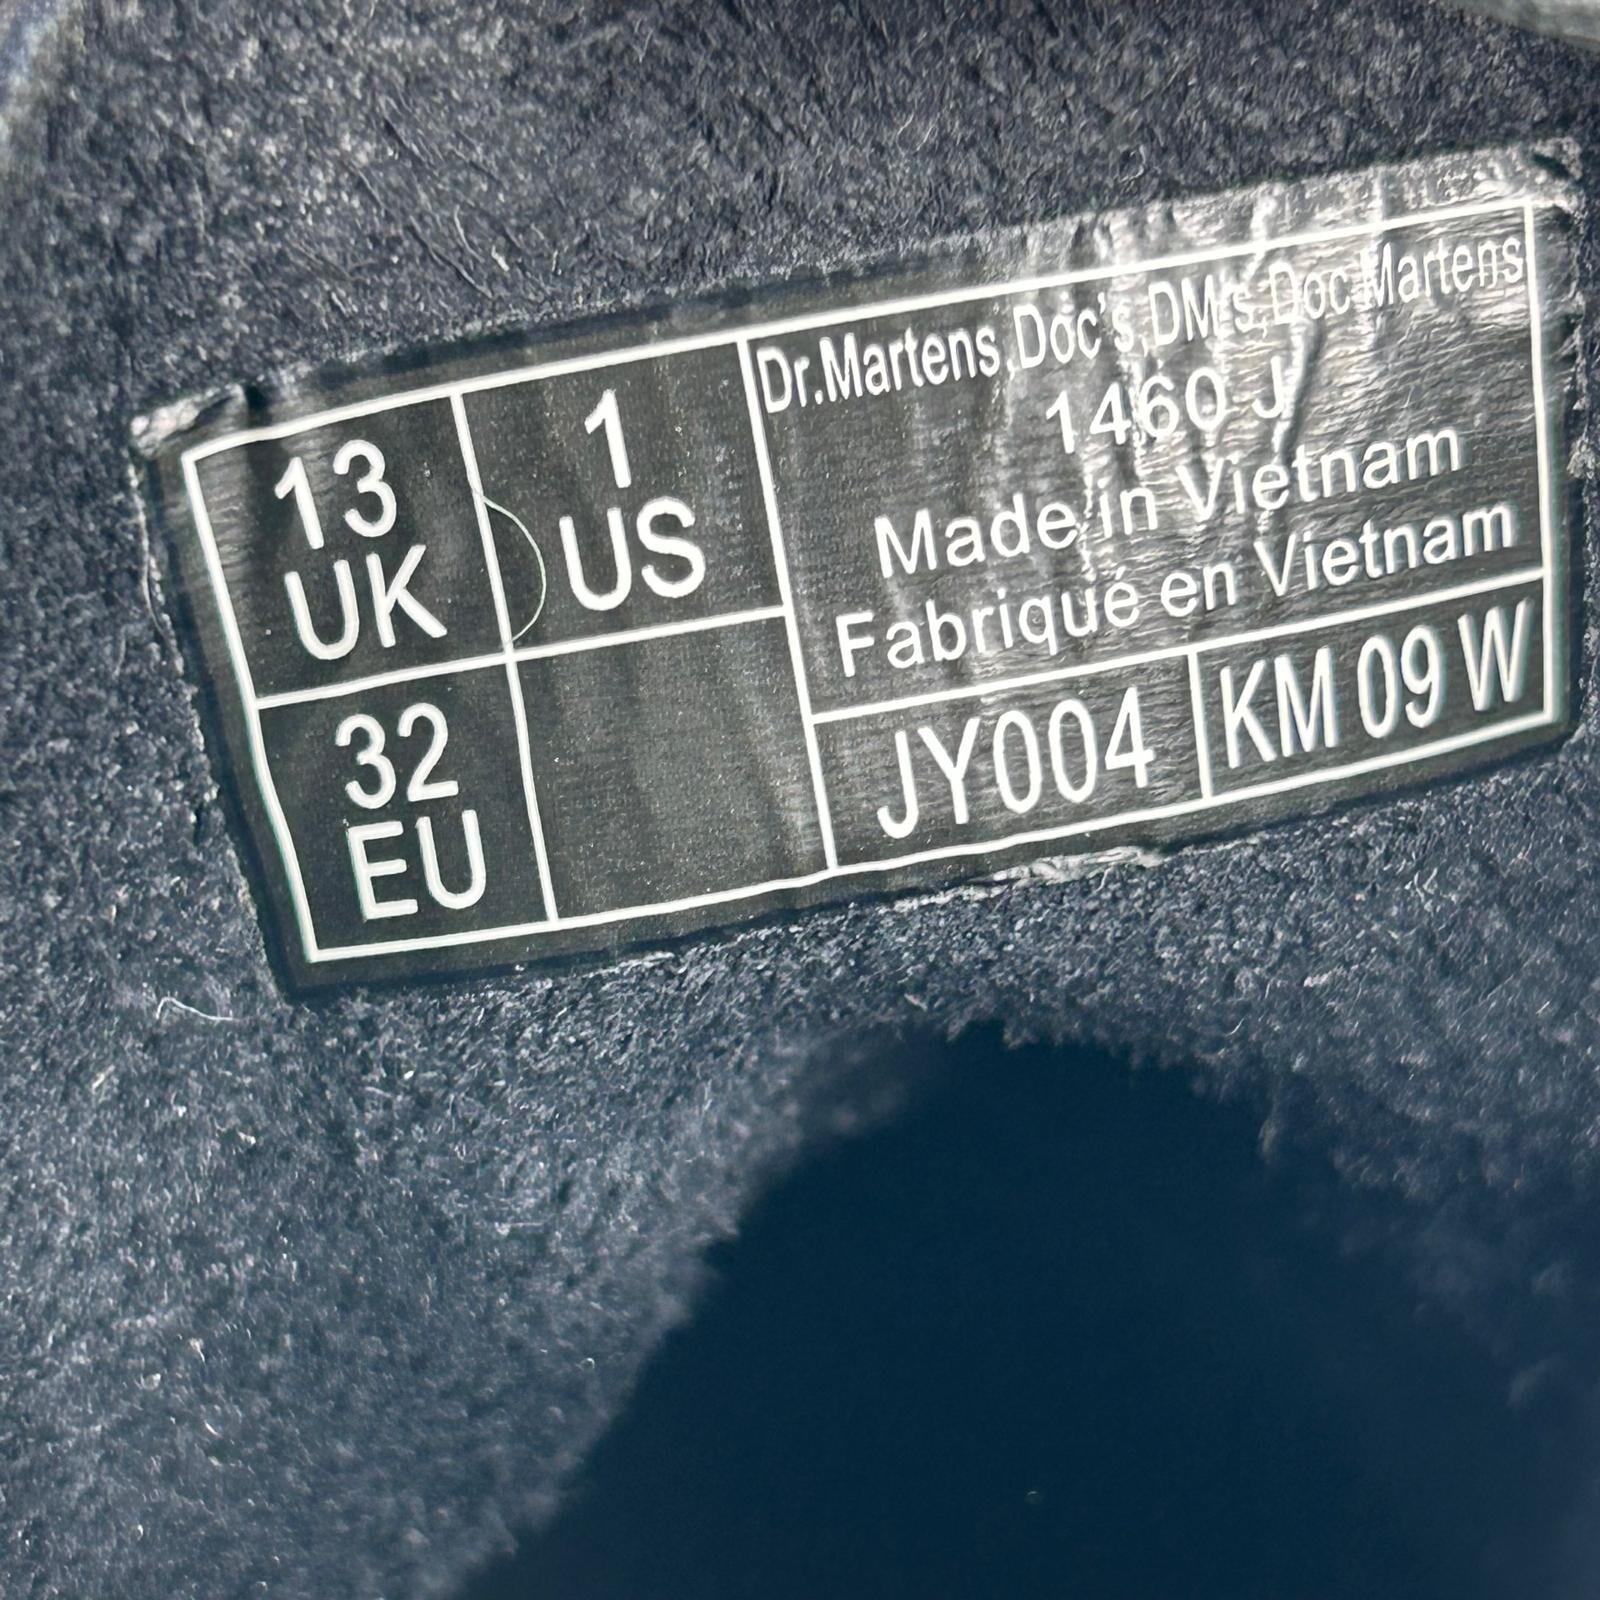 13
UK
1
US
32
EU
Dr.Martens,Doc's,DM's,Doc Martens
1460 J
Made in Vietnam
Fabriqué en Vietnam
JY004
KM 09 W